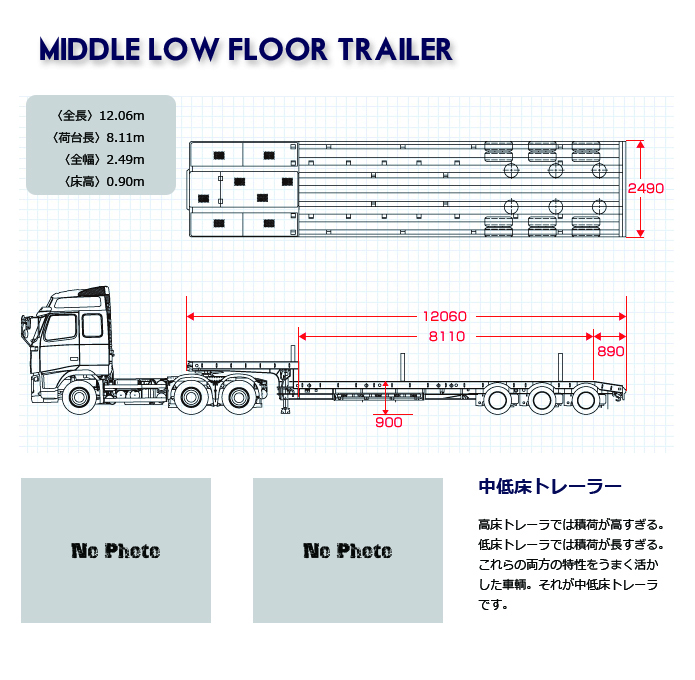 MIDDLE LOW FLOOR TRAILER
〈全長〉12.06m
〈荷台長〉8.11m
〈全幅〉2.49m
〈床高〉0.90m
2490
12060
8110
890
900
No Photo
No Photo
中低床トレーラー
高床トレーラでは積荷が高すぎる。
低床トレーラでは積荷が長すぎる。
これらの両方の特性をうまく活か
した車輌。それが中低床トレーラ
です。